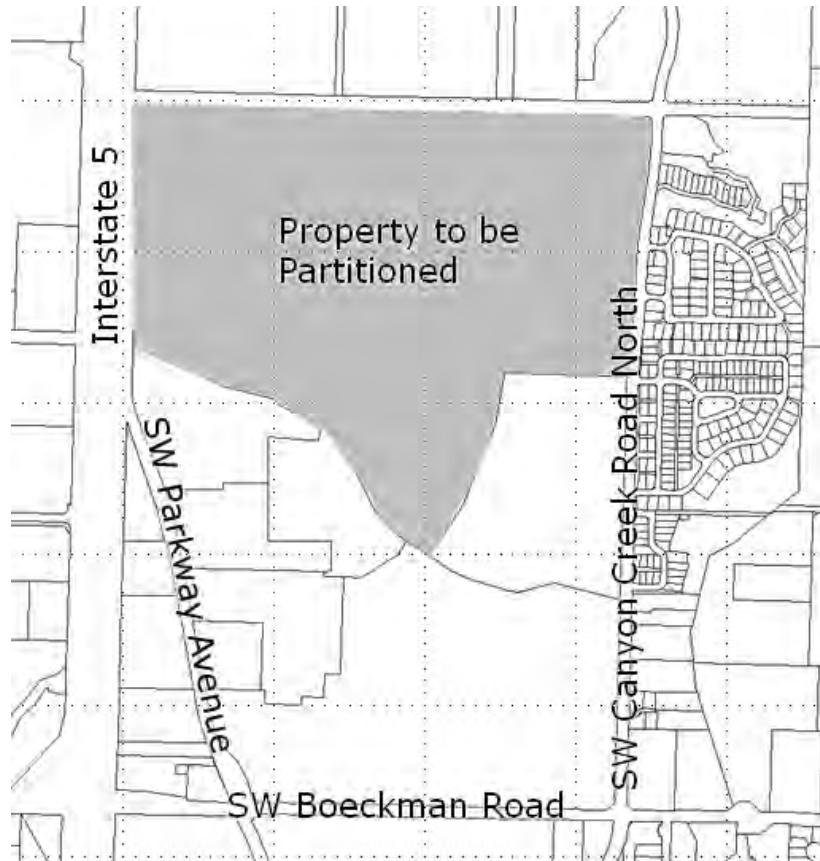 Interstate 5
Property to be
Partitioned
SW Canyon Creek Road North
SW Parkway Avenue
SW Boeckman Road